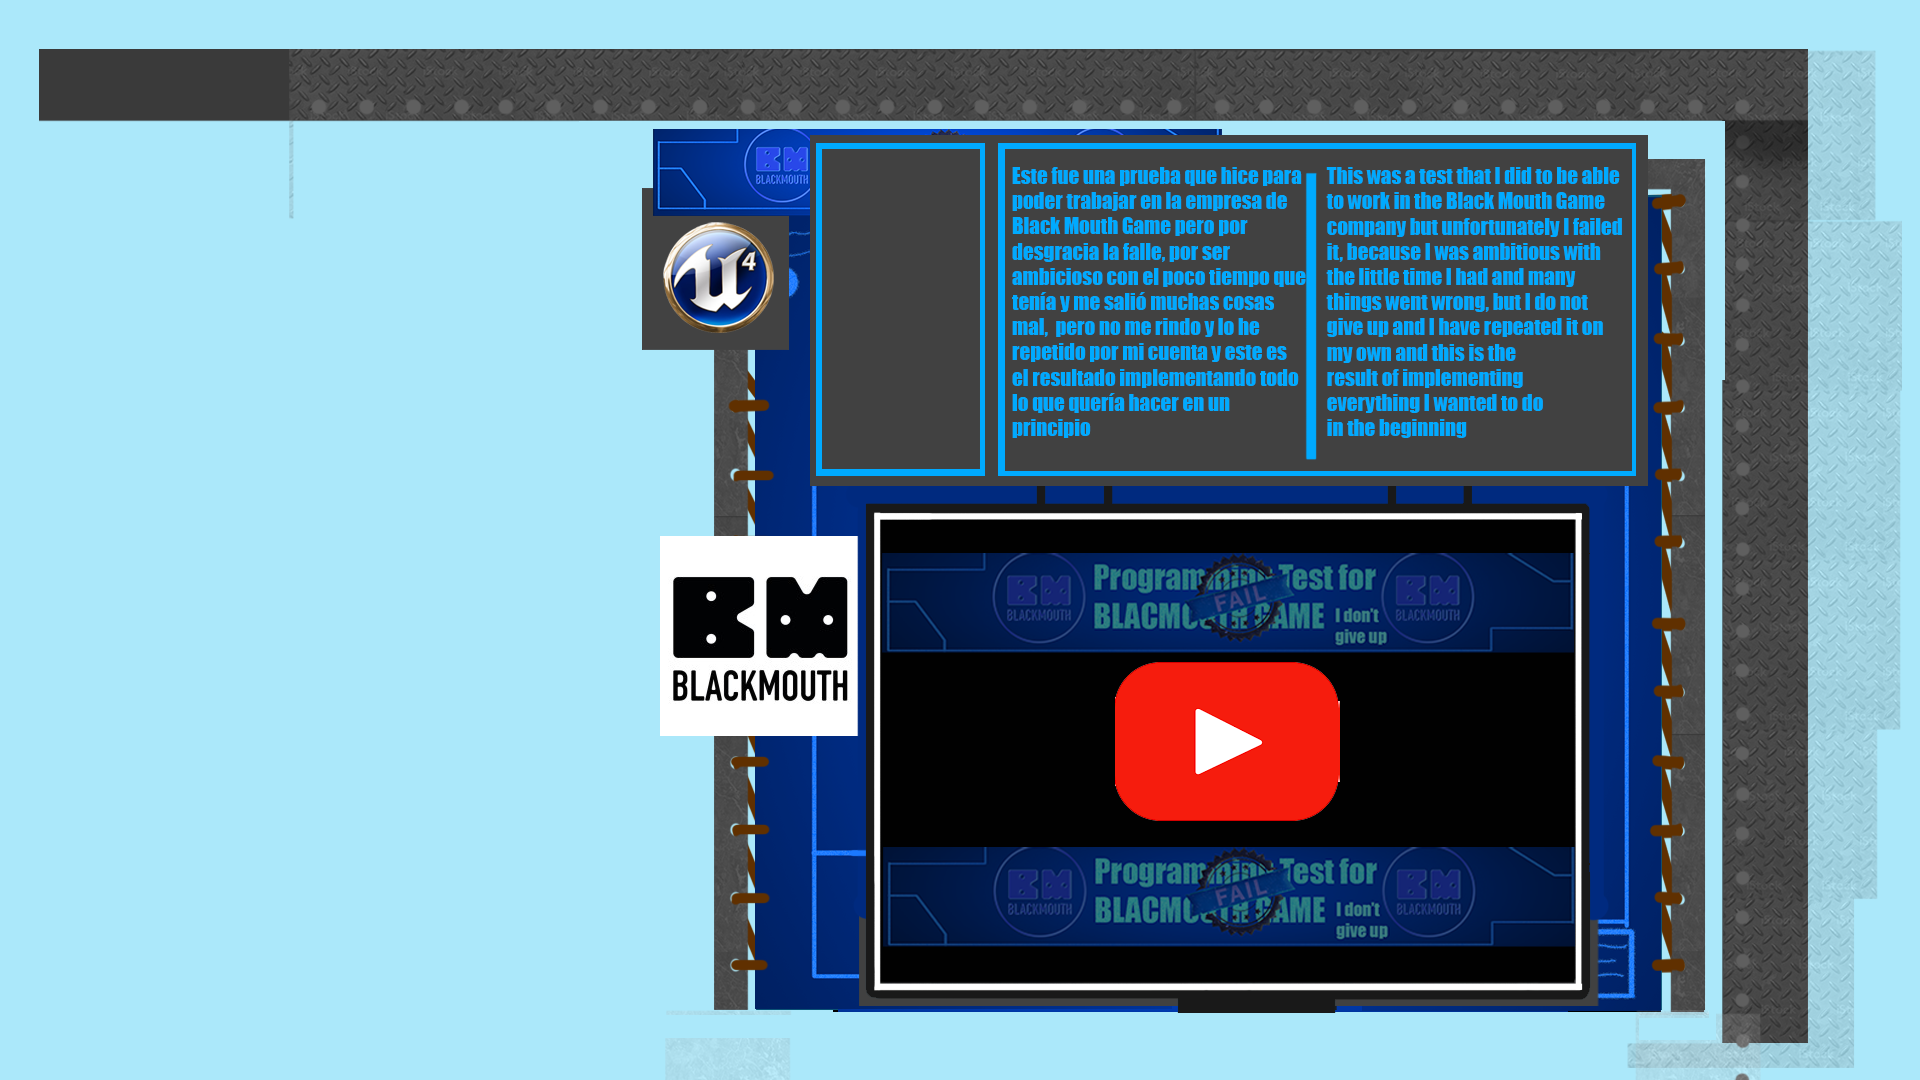 BM
BLACKMOUTH
Este fue una prueba que hice para
poder trabajar en la empresa de
Black Mouth Game pero por
desgracia la falle, por ser
ambicioso con el poco tiempo que
tenía y me salió muchas cosas
mal,  pero no me rindo y lo he
repetido por mi cuenta y este es
el resultado implementando todo
lo que quería hacer en un
principio
This was a test that I did to be able
to work in the Black Mouth Game
company but unfortunately I failed
it, because I was ambitious with
the little time I had and many
things went wrong, but I do not
give up and I have repeated it on
my own and this is the
result of implementing
everything I wanted to do
in the beginning
U4
BM
BLACKMOUTH
BM
BLACKMOUTH
Programming Test for
BLACMOUTH GAME
FAIL
I don't
give up
BM
BLACKMOUTH
BM
BLACKMOUTH
Programming Test for
BLACMOUTH GAME
FAIL
I don't
give up
BM
BLACKMOUTH